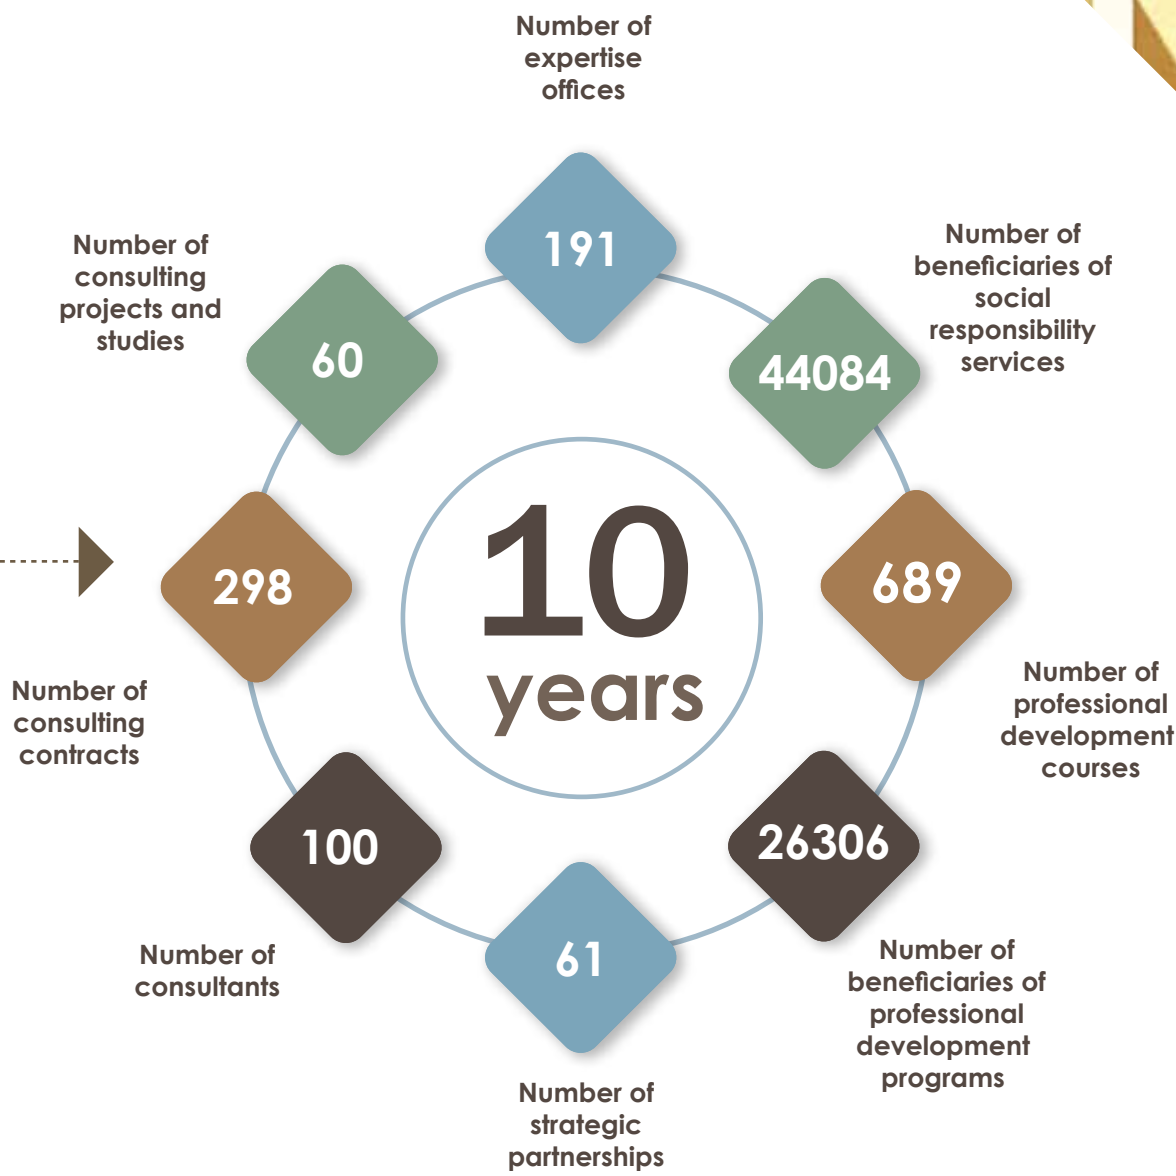 Number of
expertise
offices
191
Number of
beneficiaries of
social
responsibility
services
44084
689
Number of
professional
development
courses
26306
Number of
beneficiaries of
professional
development
programs
61
Number of
strategic
partnerships
100
Number of
consultants
298
Number of
consulting
contracts
Number of
consulting
projects and
studies
60
10
years